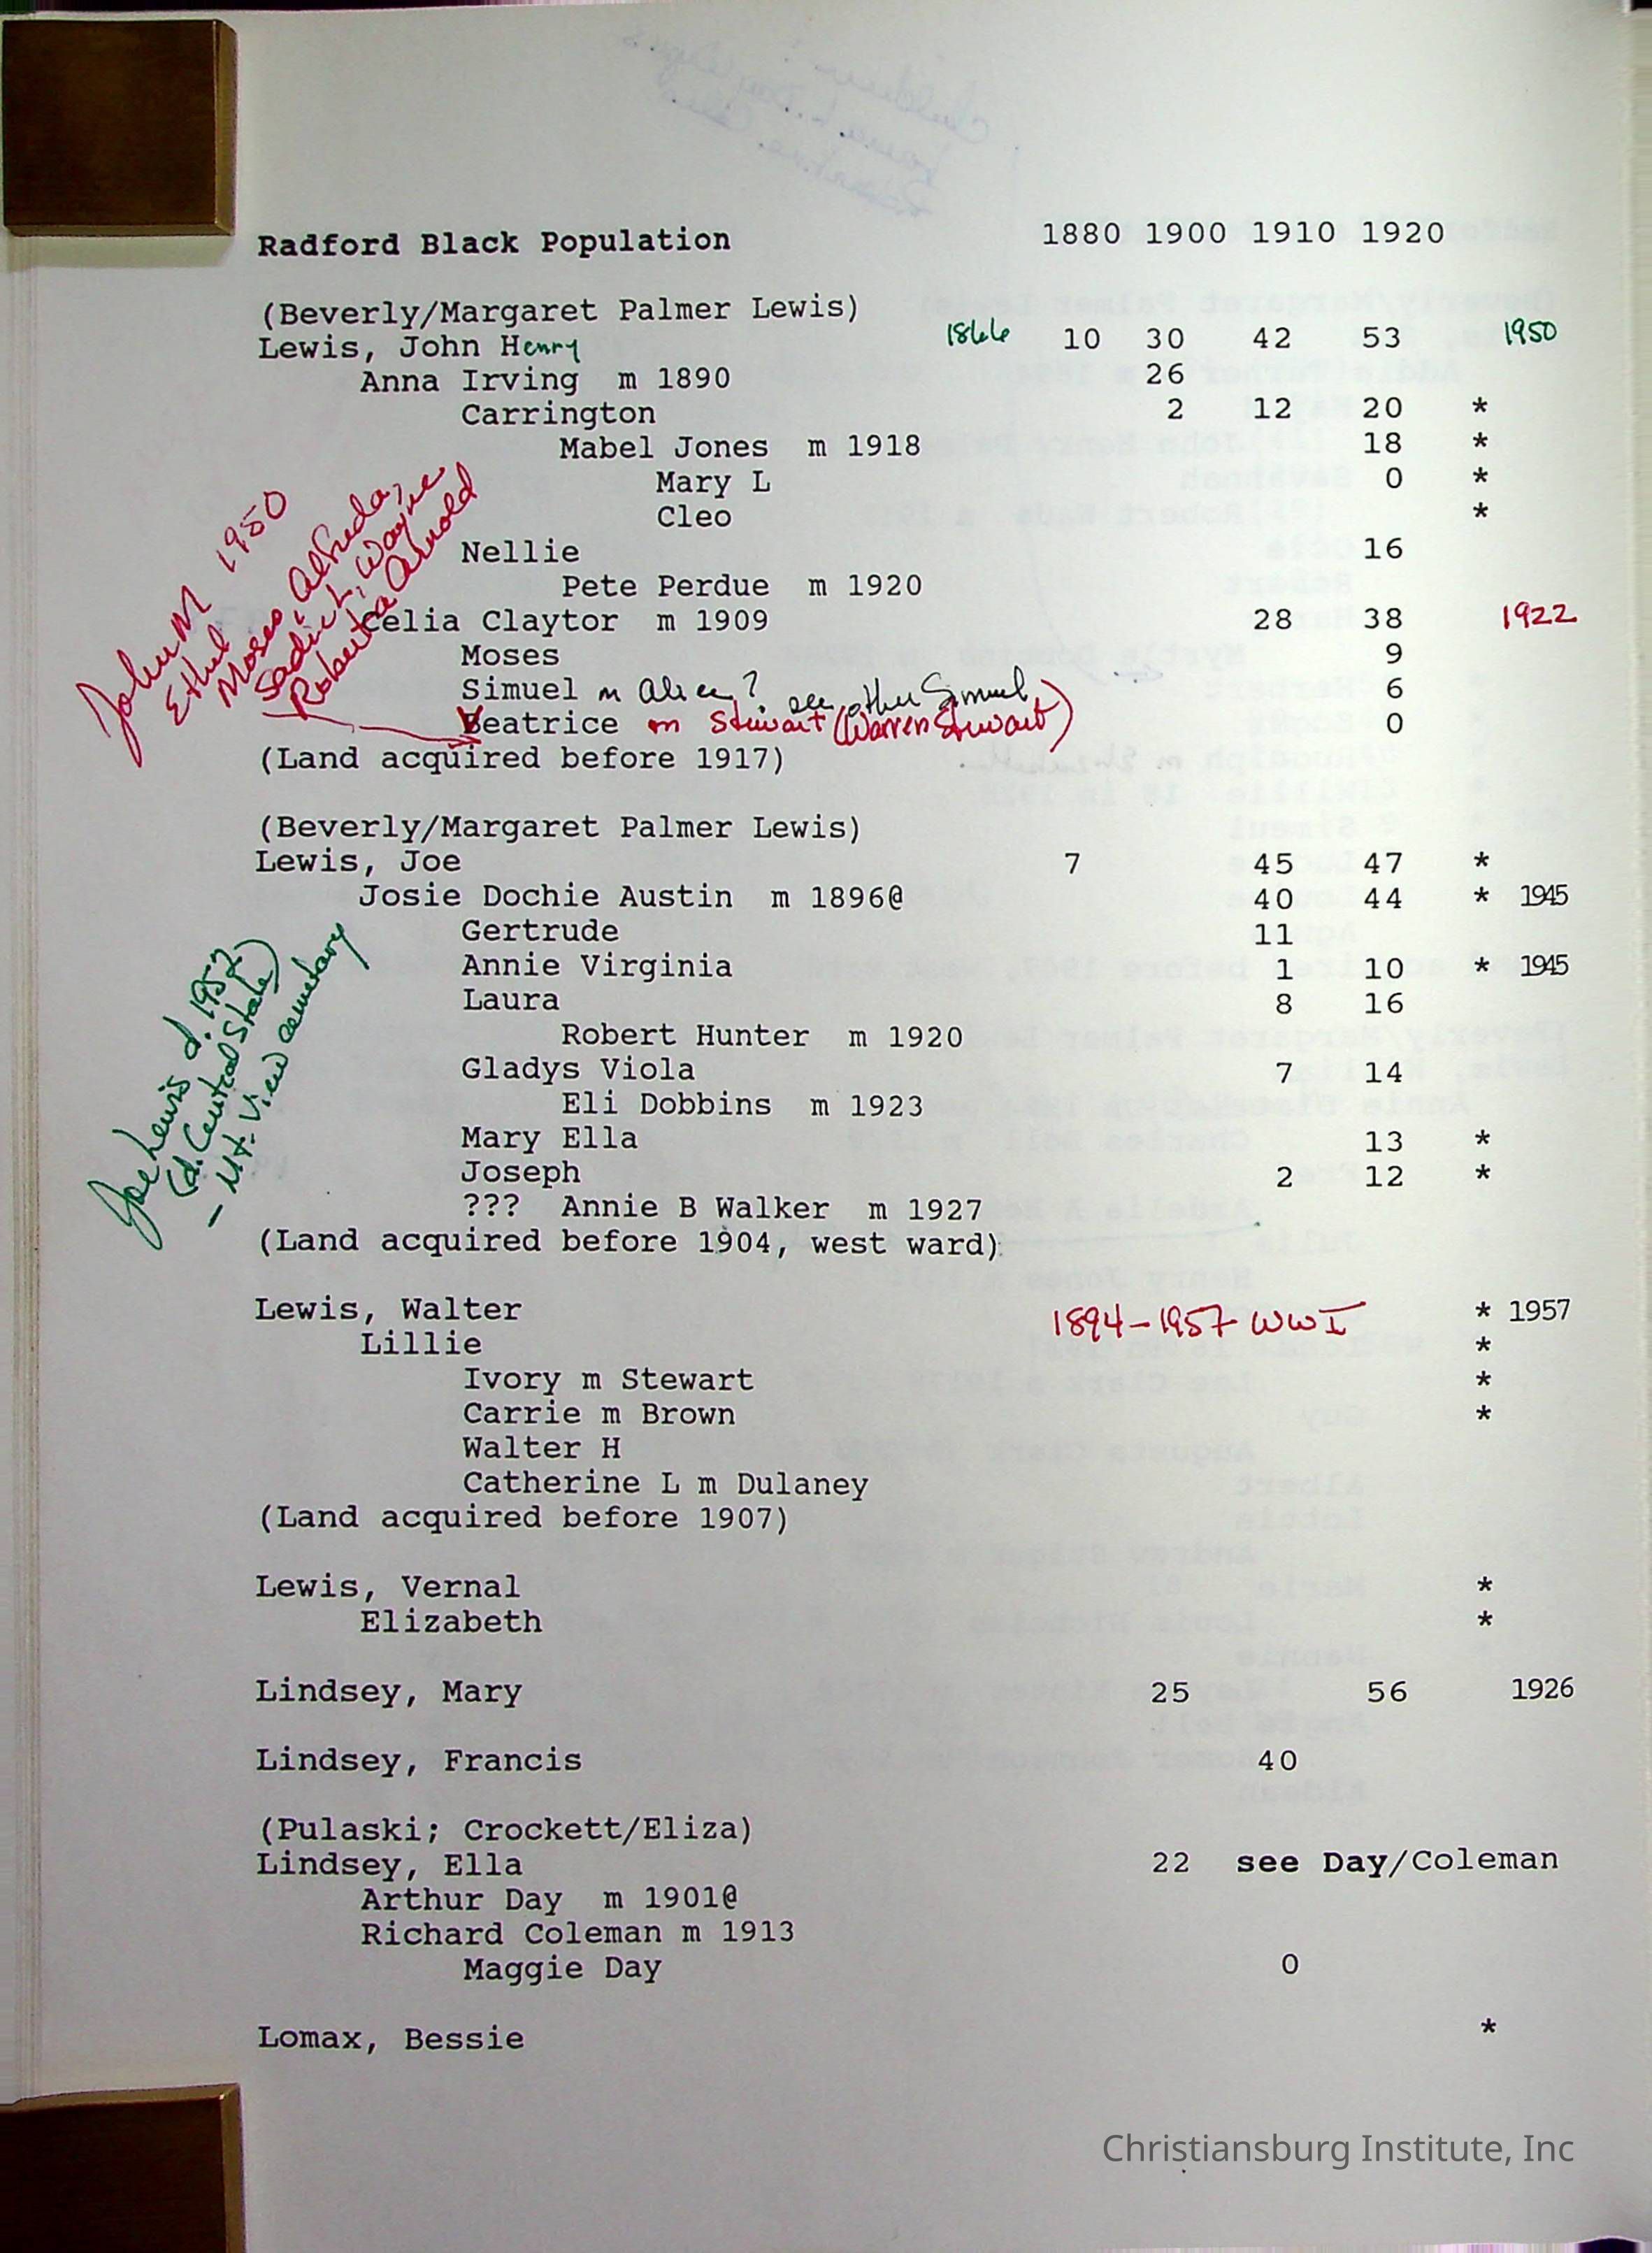 Radford Black Population 1880 1900 1910 1920
(Beverly/Margaret Palmer Lewis)
Lewis, John Henry 1866 10 30 42 53 1950
Anna Irving m 1890 26
Carrington 2 12 20 *
Mabel Jones m 1918 18 *
Mary L 0 *
Cleo *
Nellie 16
Pete Perdue m 1920
Celia Claytor m 1909 28 38 1922
Moses 9
Simuel m Alice? see other Simuel 6
Beatrice m Stewart (Warren Stewart) 0
(Land acquired before 1917)
John M 1950
Ethel
Moses, Alfreda,
Wayne
Roberta Arnold
(Beverly/Margaret Palmer Lewis)
Lewis, Joe 7 45 47 *
Josie Dochie Austin m 1896@ 40 44 * 1945
Gertrude 11
Annie Virginia 1 10 * 1945
Laura 8 16
Robert Hunter m 1920
Gladys Viola 7 14
Eli Dobbins m 1923
Mary Ella 13 *
Joseph 2 12 *
??? Annie B Walker m 1927
(Land acquired before 1904, west ward)
Joe Lewis d. 1952
(d. Central State)
- Mt. View cemetary
Lewis, Walter 1894-1957 WWI * 1957
Lillie *
Ivory m Stewart *
Carrie m Brown *
Walter H
Catherine L m Dulaney
(Land acquired before 1907)
Lewis, Vernal *
Elizabeth *
Lindsey, Mary 25 56 1926
Lindsey, Francis 40
(Pulaski; Crockett/Eliza)
Lindsey, Ella 22 see Day/Coleman
Arthur Day m 1901@
Richard Coleman m 1913
Maggie Day 0
Lomax, Bessie *
Christiansburg Institute, Inc